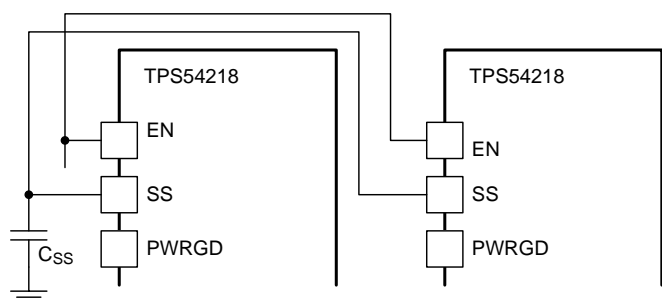 TPS54218
EN
SS
PWRGD
CSS
TPS54218
EN
SS
PWRGD